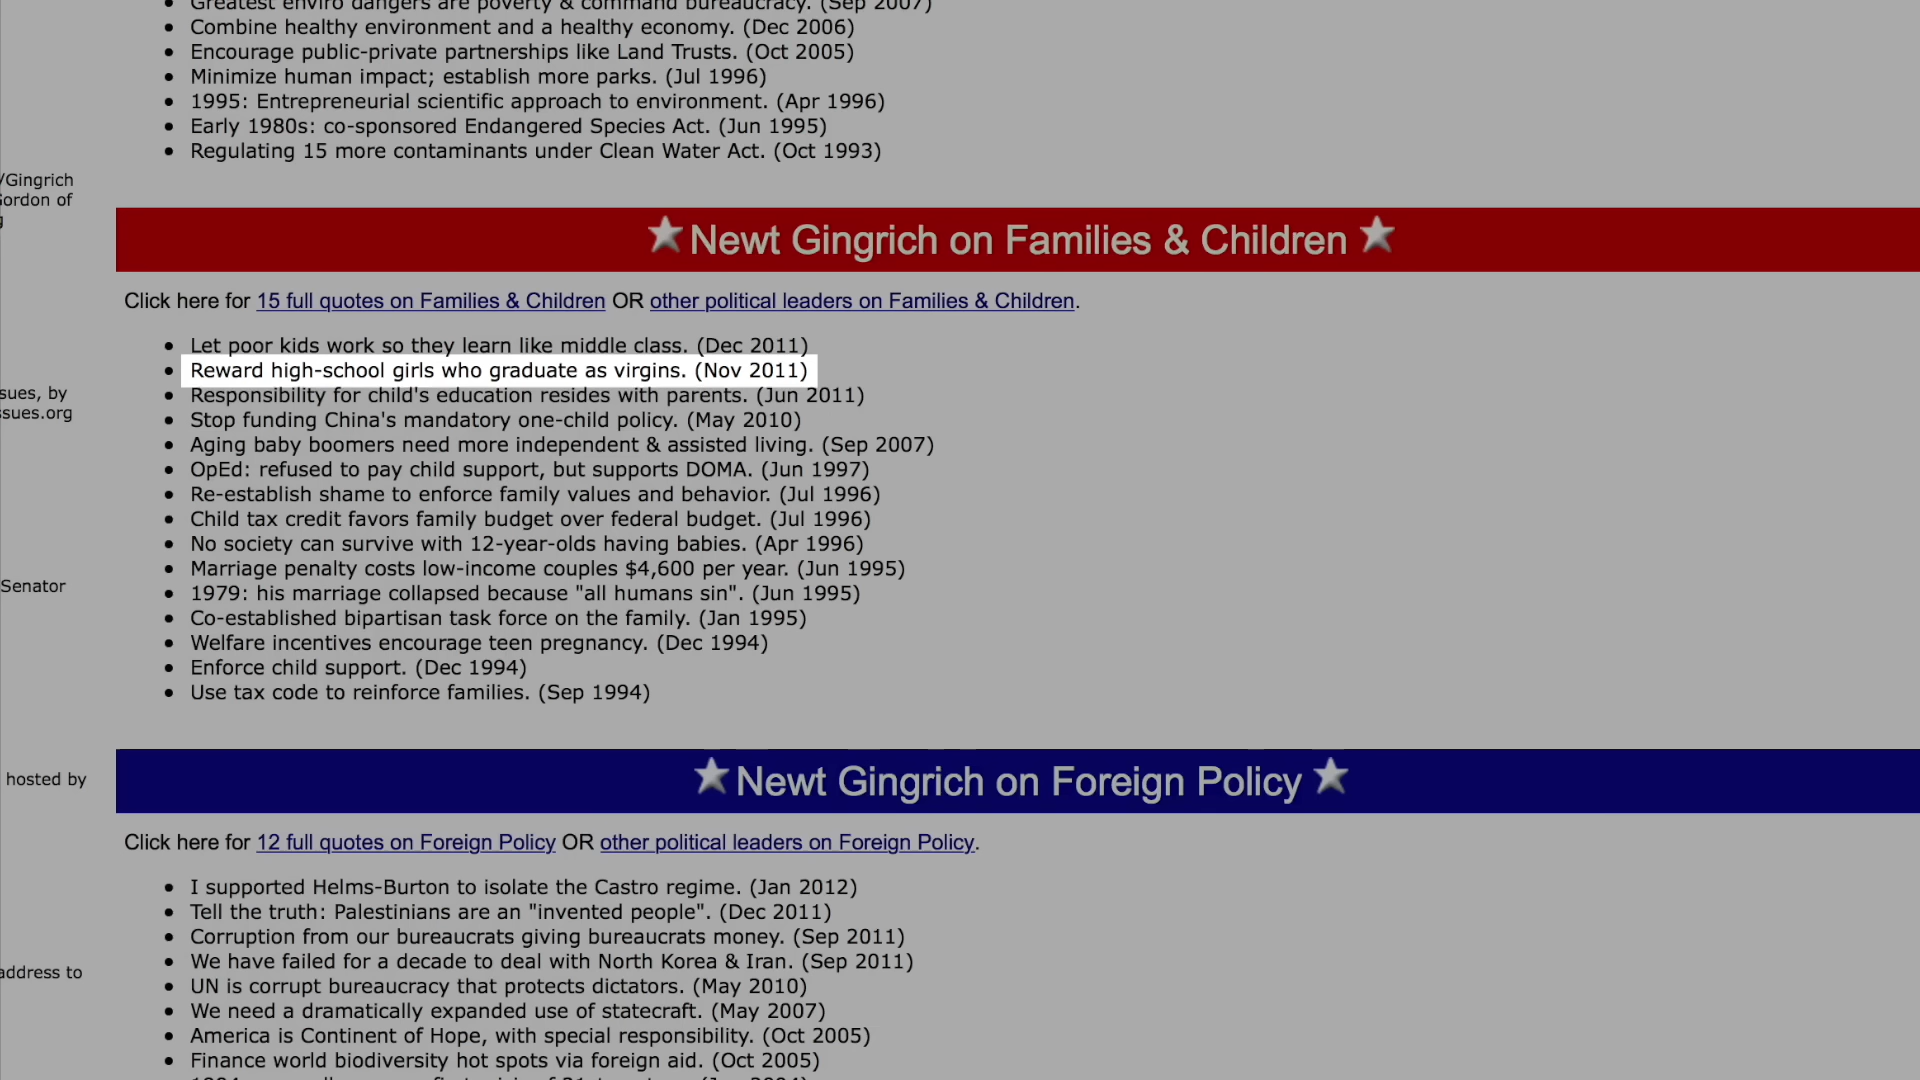 Greatest enviro dangers are poverty & command bureaucracy. (Sep 2007)
Combine healthy environment and a healthy economy. (Dec 2006)
Encourage public-private partnerships like Land Trusts. (Oct 2005)
Minimize human impact; establish more parks. (Jul 1996)
1995: Entrepreneurial scientific approach to environment. (Apr 1996)
Early 1980s: co-sponsored Endangered Species Act. (Jun 1995)
Regulating 15 more contaminants under Clean Water Act. (Oct 1993)
/Gingrich
Gordon of
Newt Gingrich on Families & Children
Click here for 15 full quotes on Families & Children OR other political leaders on Families & Children.
Let poor kids work so they learn like middle class. (Dec 2011)
Reward high-school girls who graduate as virgins. (Nov 2011)
Responsibility for child's education resides with parents. (Jun 2011)
Stop funding China's mandatory one-child policy. (May 2010)
Aging baby boomers need more independent & assisted living. (Sep 2007)
OpEd: refused to pay child support, but supports DOMA. (Jun 1997)
Re-establish shame to enforce family values and behavior. (Jul 1996)
Child tax credit favors family budget over federal budget. (Jul 1996)
No society can survive with 12-year-olds having babies. (Apr 1996)
Marriage penalty costs low-income couples $4,600 per year. (Jun 1995)
1979: his marriage collapsed because "all humans sin". (Jun 1995)
Co-established bipartisan task force on the family. (Jan 1995)
Welfare incentives encourage teen pregnancy. (Dec 1994)
Enforce child support. (Dec 1994)
Use tax code to reinforce families. (Sep 1994)
sues, by
ssues.org
Senator
hosted by
address to
Newt Gingrich on Foreign Policy
Click here for 12 full quotes on Foreign Policy OR other political leaders on Foreign Policy.
I supported Helms-Burton to isolate the Castro regime. (Jan 2012)
Tell the truth: Palestinians are an "invented people". (Dec 2011)
Corruption from our bureaucrats giving bureaucrats money. (Sep 2011)
We have failed for a decade to deal with North Korea & Iran. (Sep 2011)
UN is corrupt bureaucracy that protects dictators. (May 2010)
We need a dramatically expanded use of statecraft. (May 2007)
America is Continent of Hope, with special responsibility. (Oct 2005)
Finance world biodiversity hot spots via foreign aid. (Oct 2005)